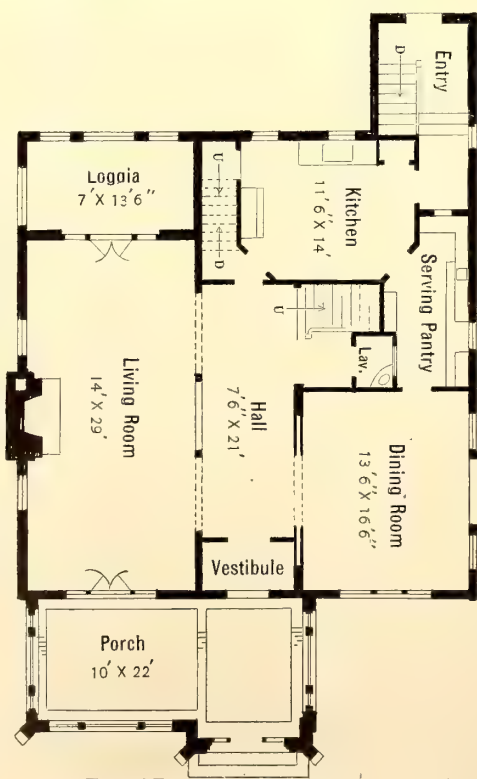 Entry
D
Loggia
7' X 13'6"
U
D
Kitchen
11'6" X 14'
Serving Pantry
U
Lav.
Living Room
14' X 29'
Hall
7'6" X 21'
Dining Room
13'6" X 16'6"
Vestibule
Porch
10' X 22'